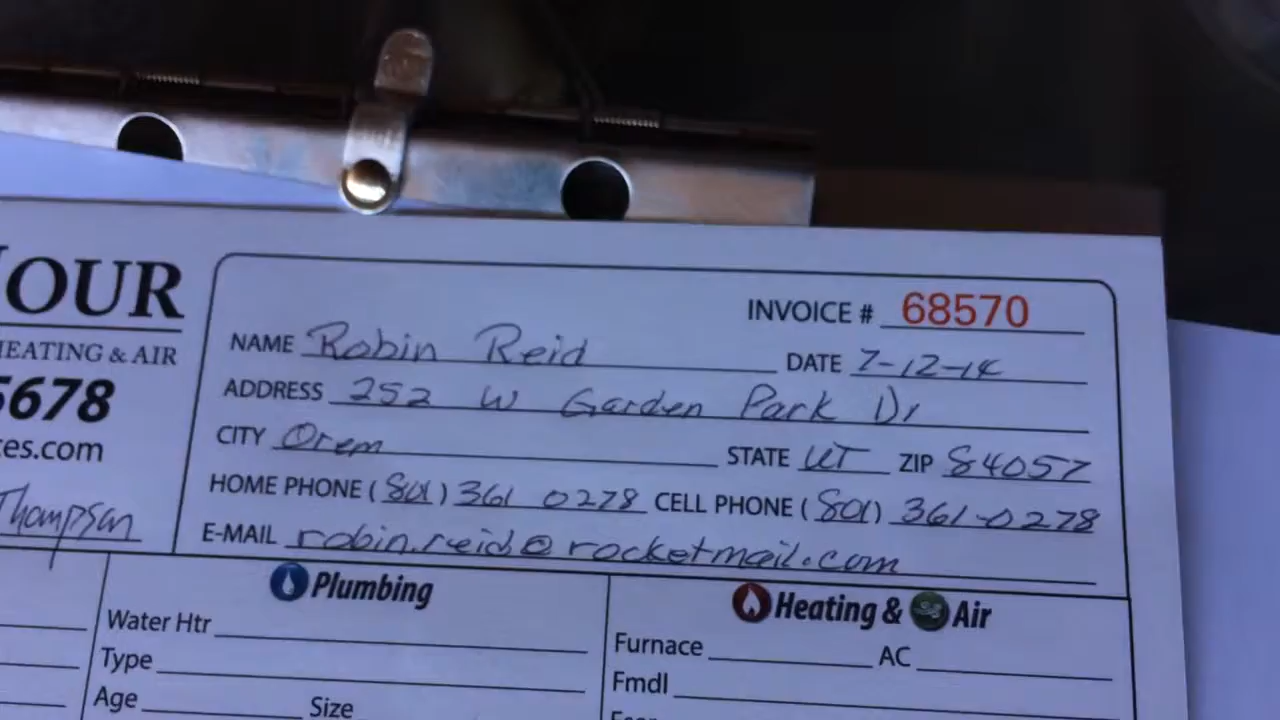 HOUR
HEATING & AIR
5678
ces.com
Thompson
INVOICE # 68570
NAME Robin Reid DATE 7-12-14
ADDRESS 252 W Garden Park Dr
CITY Orem STATE UT ZIP 84057
HOME PHONE (801) 361 0278 CELL PHONE (801) 361-0278
E-MAIL robin.reid@rocketmail.com
Plumbing
Water Htr
Type
Age Size
Heating & Air
Furnace AC
Fmdl